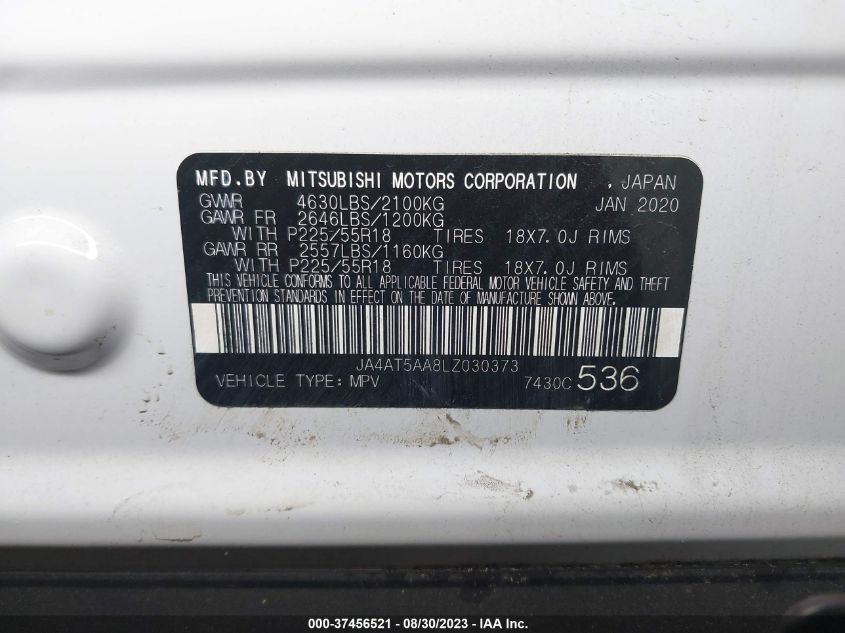 MFD.BY MITSUBISHI MOTORS CORPORATION , JAPAN
GVWR 4630LBS/2100KG JAN 2020
GAWR FR 2646LBS/1200KG
WITH P225/55R18 TIRES 18X7.0J RIMS
GAWR RR 2557LBS/1160KG
WITH P225/55R18 TIRES 18X7.0J RIMS
THIS VEHICLE CONFORMS TO ALL APPLICABLE FEDERAL MOTOR VEHICLE SAFETY AND THEFT
PREVENTION STANDARDS IN EFFECT ON THE DATE OF MANUFACTURE SHOWN ABOVE.
JA4AT5AA8LZ030373
VEHICLE TYPE: MPV 7430C 536
000-37456521 - 08/30/2023 - IAA Inc.